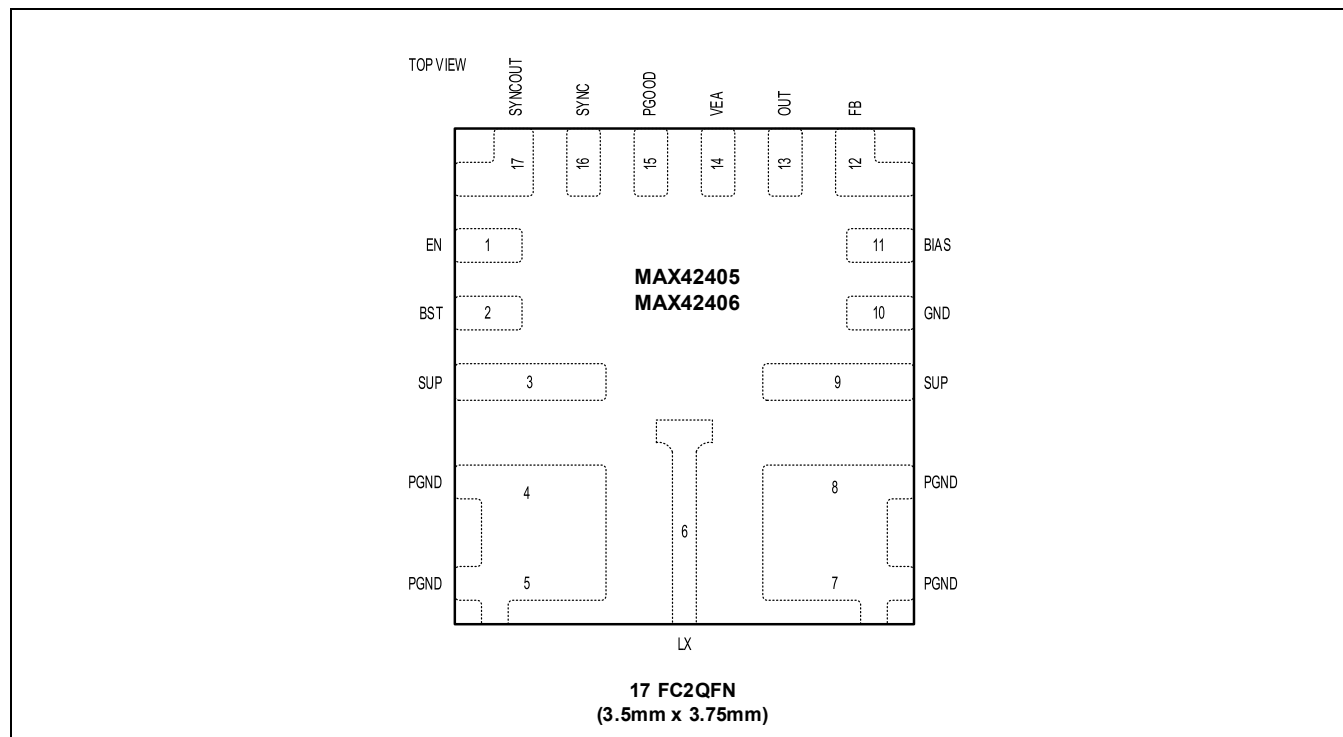 TOP VIEW
SYNCOUT
SYNC
PGOOD
VEA
OUT
FB
17
16
15
14
13
12
EN
1
11
BIAS
MAX42405
MAX42406
BST
2
10
GND
SUP
3
9
SUP
PGND
4
8
PGND
6
PGND
5
7
PGND
LX
17 FC2QFN
(3.5mm x 3.75mm)